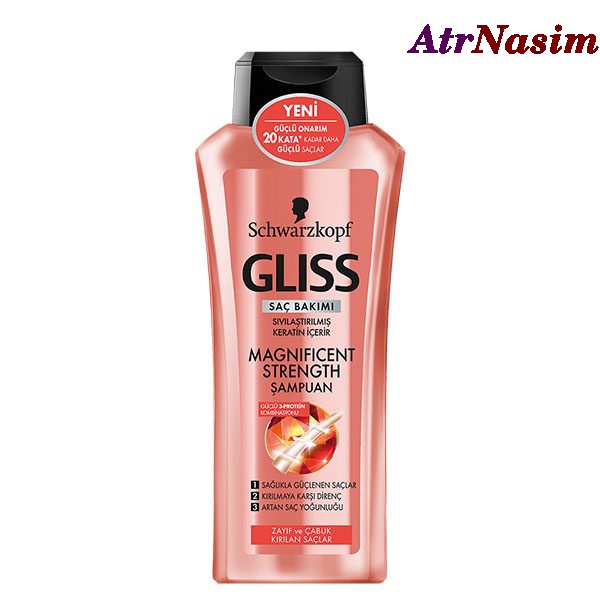 AtrNasim
YENİ
GÜÇLÜ ONARIM
20 KATA* KADAR DAHA
GÜÇLÜ SAÇLAR
Schwarzkopf
GLISS
SAÇ BAKIMI
SIVILAŞTIRILMIŞ
KERATİN İÇERİR
MAGNIFICENT
STRENGTH
ŞAMPUAN
GÜÇLÜ 3-PROTEİN
KOMBİNASYONU
1 SAĞLIKLA GÜÇLENEN SAÇLAR
2 KIRILMAYA KARŞI DİRENÇ
3 ARTAN SAÇ YOĞUNLUĞU
ZAYIF ve ÇABUK
KIRILAN SAÇLAR